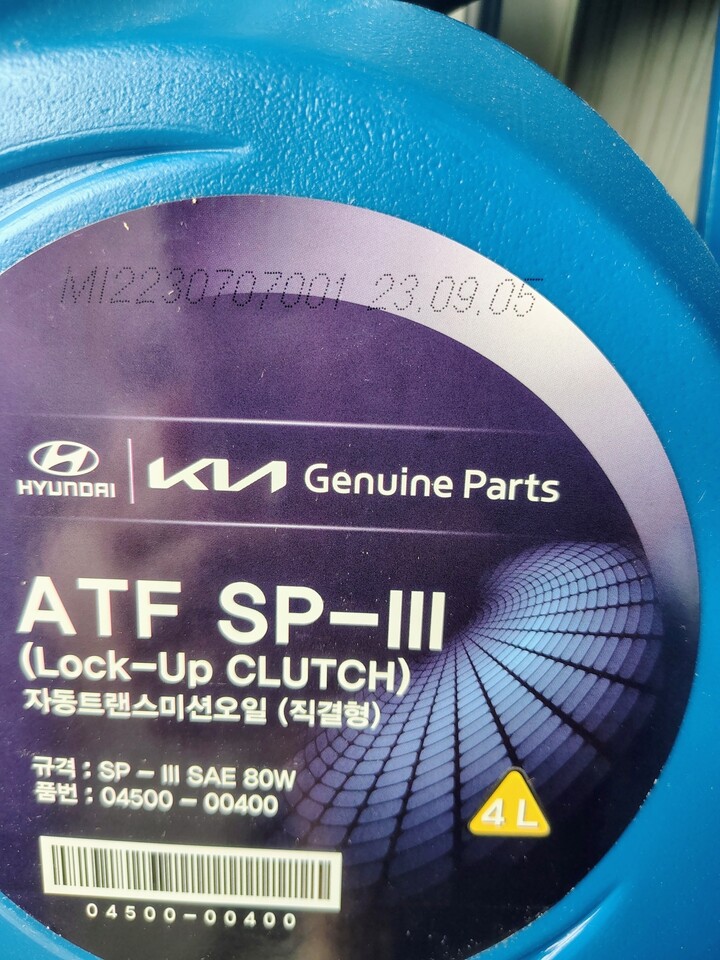 MI2230707001 23.09.05
HYUNDAI KIA Genuine Parts
ATF SP-III
(Lock-Up CLUTCH)
자동트랜스미션오일 (직결형)
규격 : SP - III SAE 80W
품번 : 04500 - 00400
4 L
04500-00400